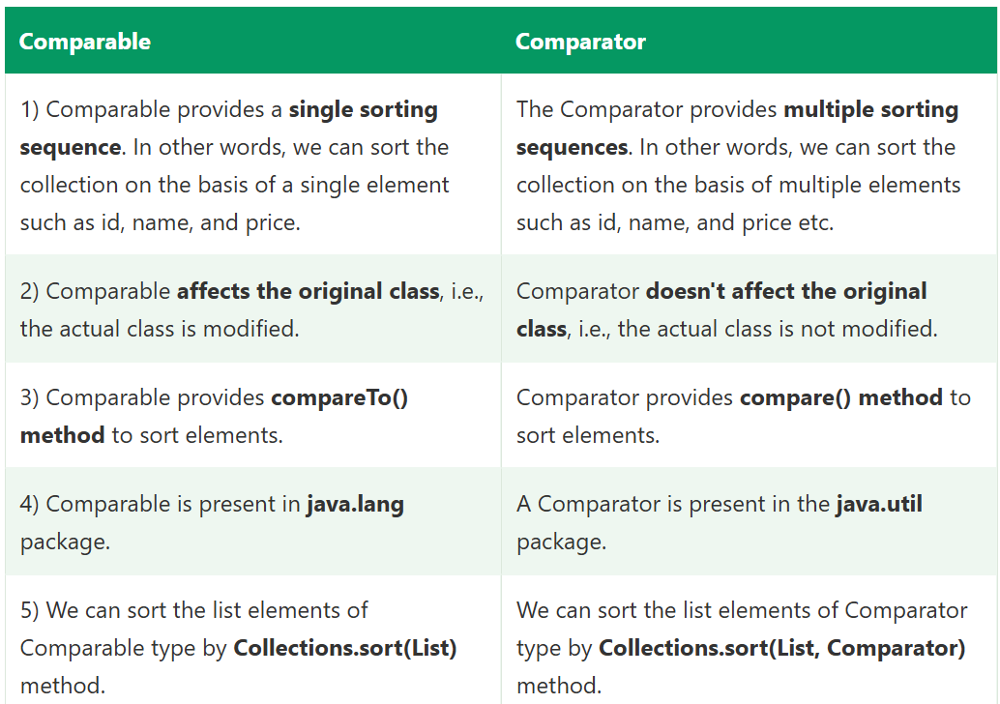 Comparable
Comparator
1) Comparable provides a single sorting
sequence. In other words, we can sort the
collection on the basis of a single element
such as id, name, and price.
The Comparator provides multiple sorting
sequences. In other words, we can sort the
collection on the basis of multiple elements
such as id, name, and price etc.
2) Comparable affects the original class, i.e.,
the actual class is modified.
Comparator doesn't affect the original
class, i.e., the actual class is not modified.
3) Comparable provides compareTo()
method to sort elements.
Comparator provides compare() method to
sort elements.
4) Comparable is present in java.lang
package.
A Comparator is present in the java.util
package.
5) We can sort the list elements of
Comparable type by Collections.sort(List)
method.
We can sort the list elements of Comparator
type by Collections.sort(List, Comparator)
method.